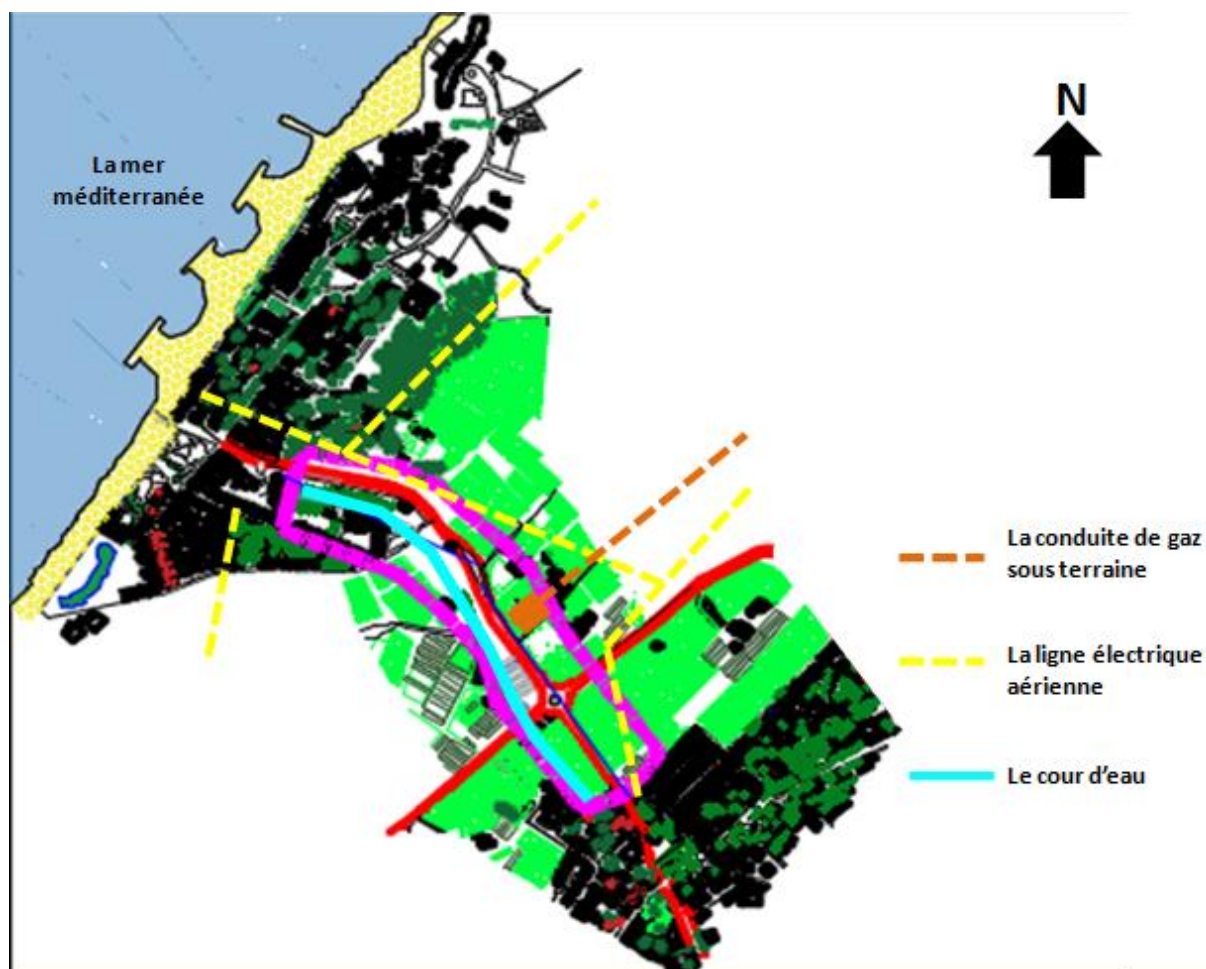 N
La mer
méditerranée
La conduite de gaz
sous terraine
La ligne électrique
aérienne
Le cour d'eau